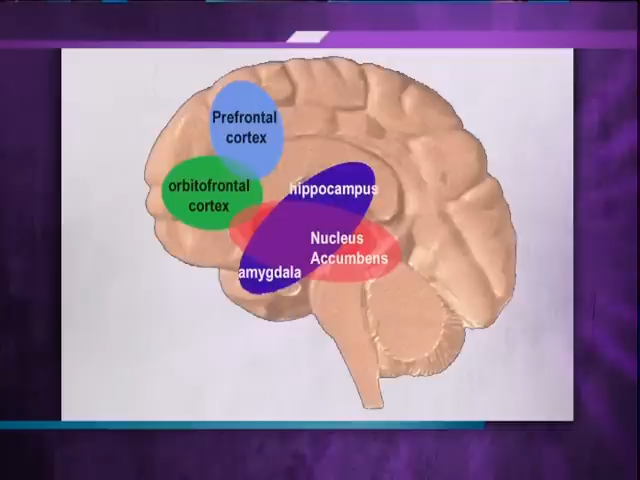 Prefrontal
cortex
orbitofrontal
cortex
hippocampus
Nucleus
Accumbens
amygdala